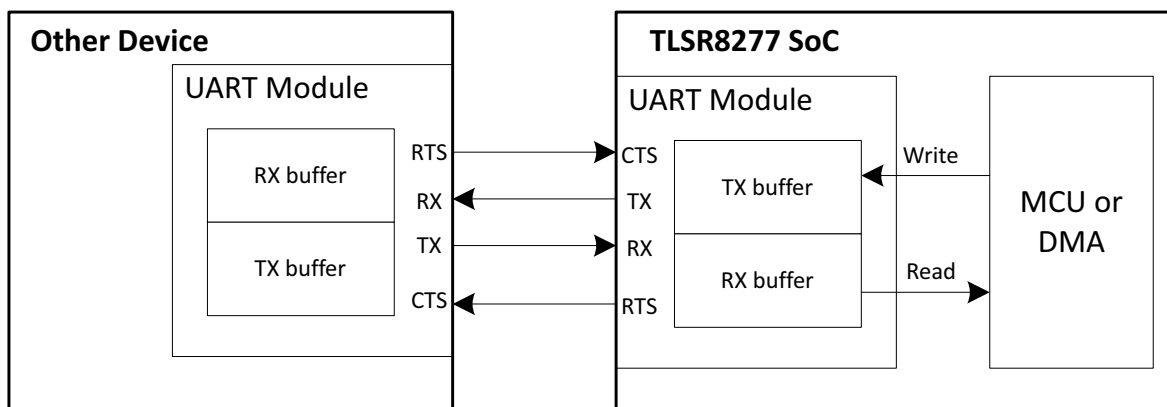 Other Device
UART Module
RX buffer
TX buffer
RTS
RX
TX
CTS
TLSR8277 SoC
UART Module
CTS
TX
RX
RTS
TX buffer
RX buffer
Write
Read
MCU or
DMA